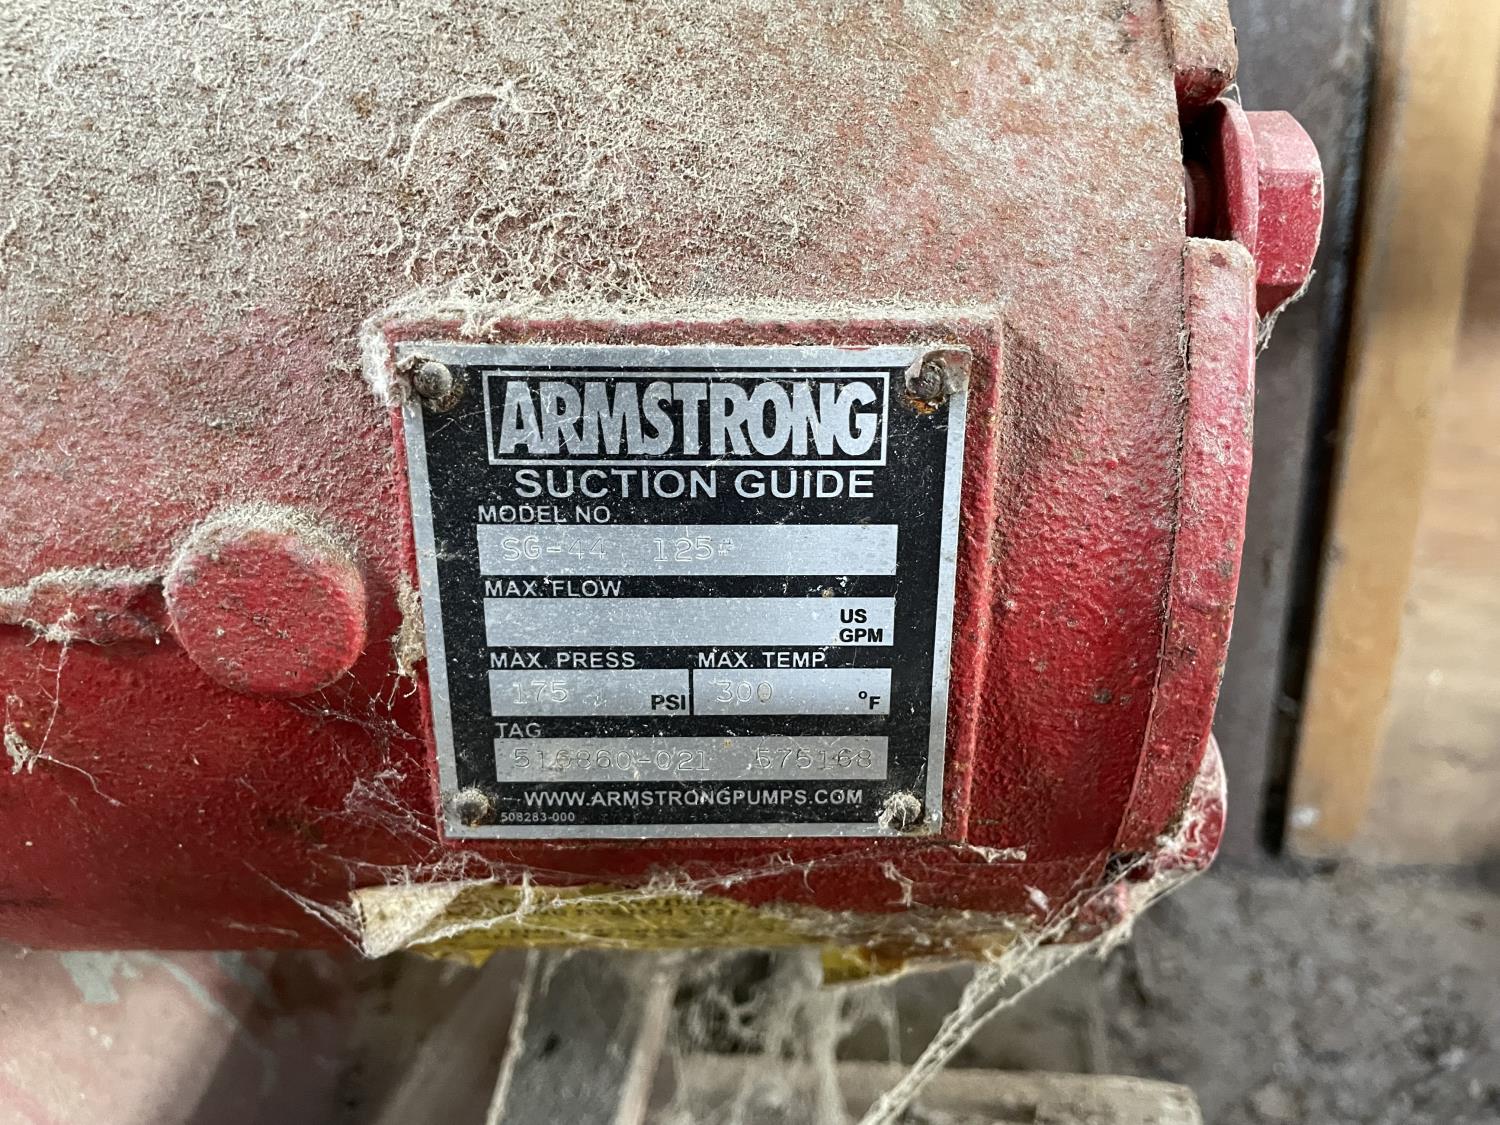 ARMSTRONG
SUCTION GUIDE
MODEL NO.
SG-44 125#
MAX. FLOW
US
GPM
MAX. PRESS MAX. TEMP.
175 PSI 300 °F
TAG
516860-021 575168
WWW.ARMSTRONGPUMPS.COM
508283-000